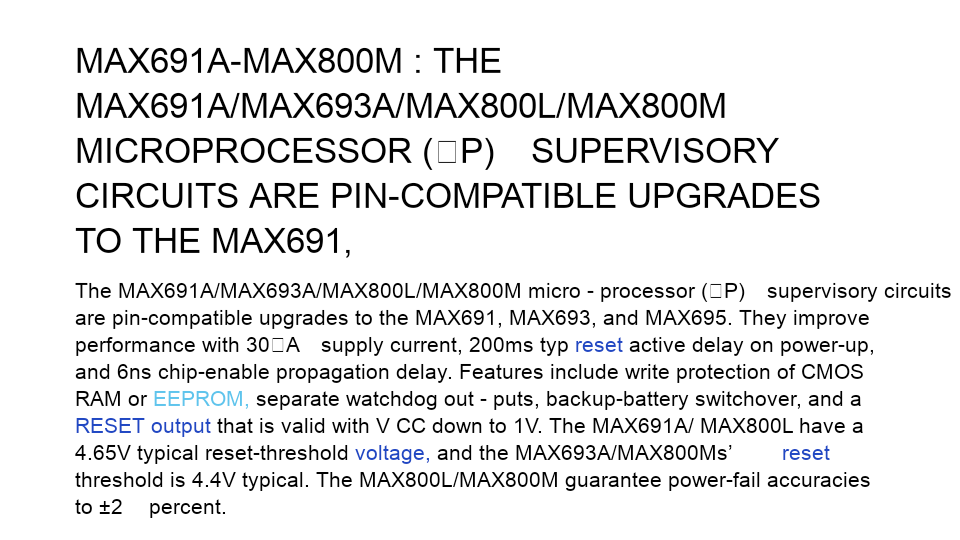 MAX691A-MAX800M : THE
MAX691A/MAX693A/MAX800L/MAX800M
MICROPROCESSOR (□P) SUPERVISORY
CIRCUITS ARE PIN-COMPATIBLE UPGRADES
TO THE MAX691,
The MAX691A/MAX693A/MAX800L/MAX800M micro - processor (□P) supervisory circuits
are pin-compatible upgrades to the MAX691, MAX693, and MAX695. They improve
performance with 30□A supply current, 200ms typ reset active delay on power-up,
and 6ns chip-enable propagation delay. Features include write protection of CMOS
RAM or EEPROM, separate watchdog out - puts, backup-battery switchover, and a
RESET output that is valid with V CC down to 1V. The MAX691A/ MAX800L have a
4.65V typical reset-threshold voltage, and the MAX693A/MAX800Ms’ reset
threshold is 4.4V typical. The MAX800L/MAX800M guarantee power-fail accuracies
to ±2 percent.